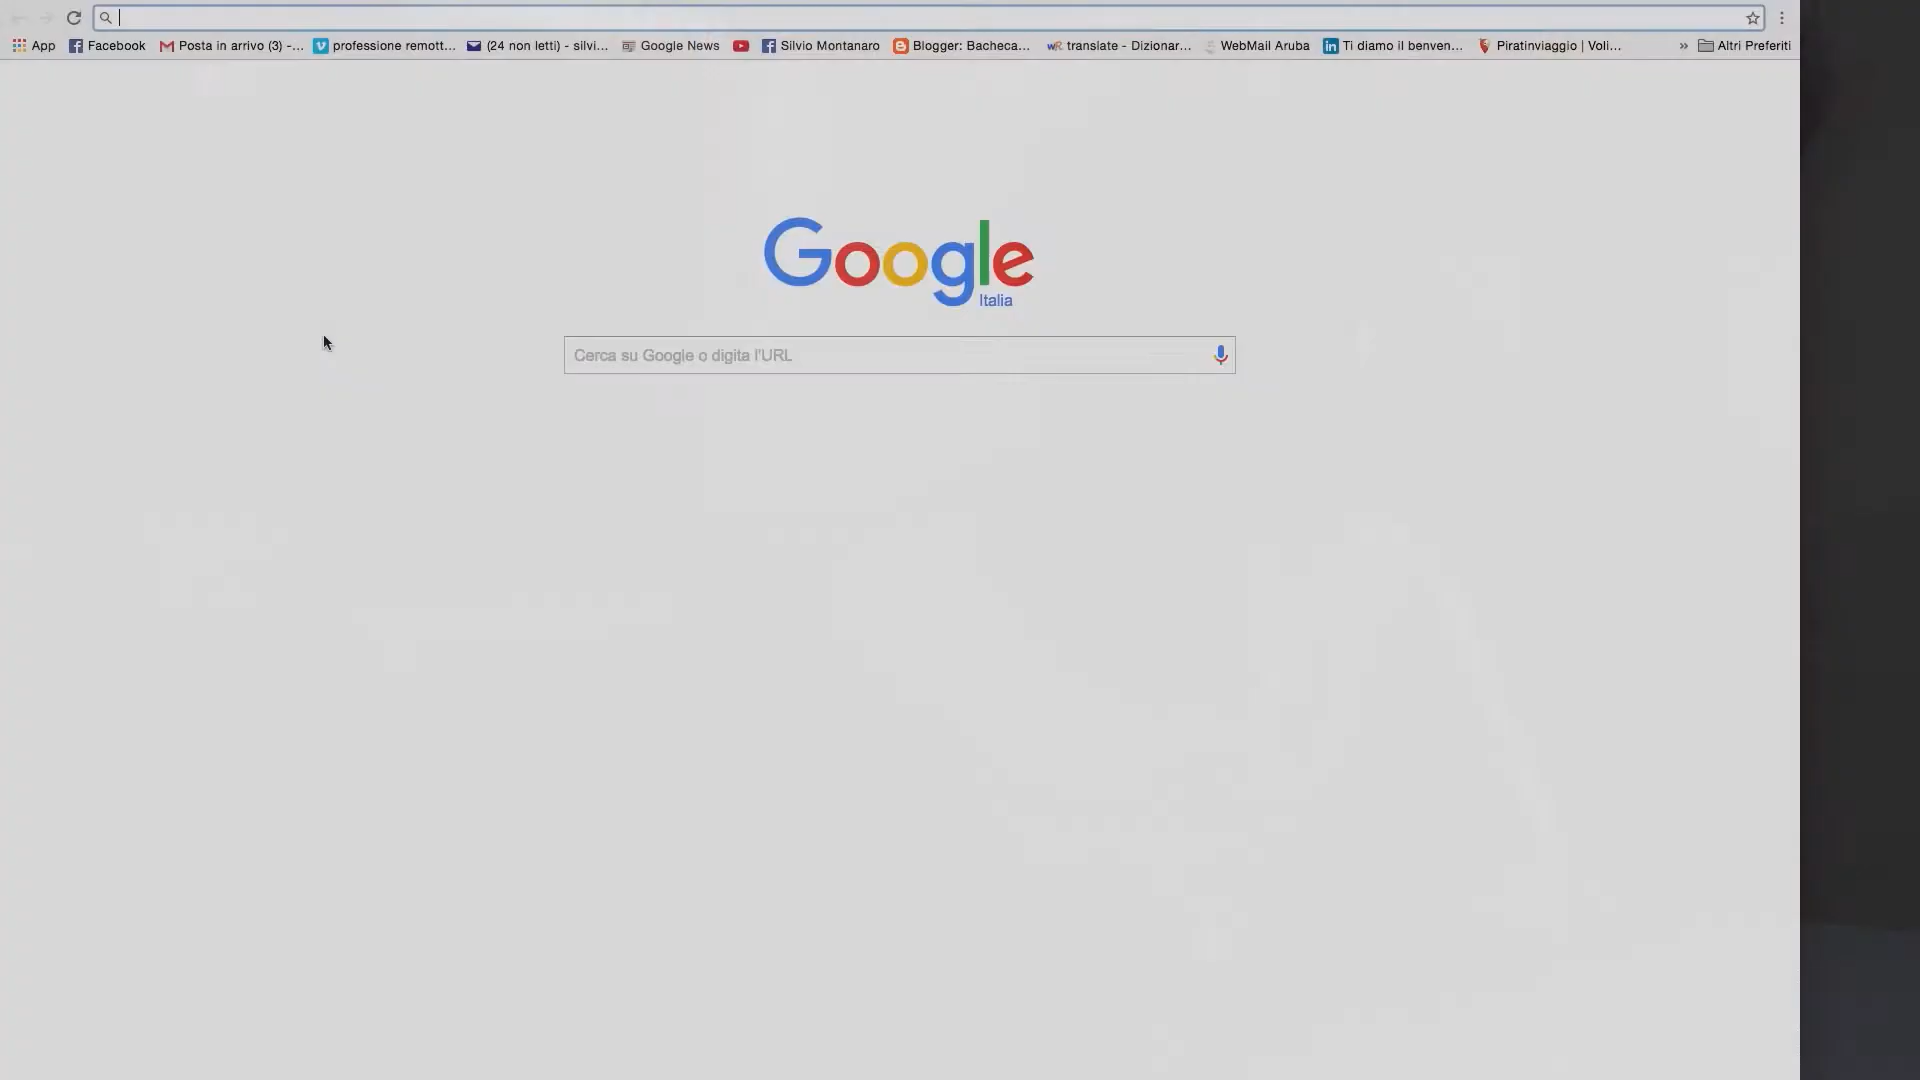 App Facebook Posta in arrivo (3) -... professione remott... (24 non letti) - silvi... Google News Silvio Montanaro Blogger: Bacheca... translate - Dizionar... WebMail Aruba Ti diamo il benven... Piratinviaggio | Voli... » Altri Preferiti
Google
Italia
Cerca su Google o digita l'URL